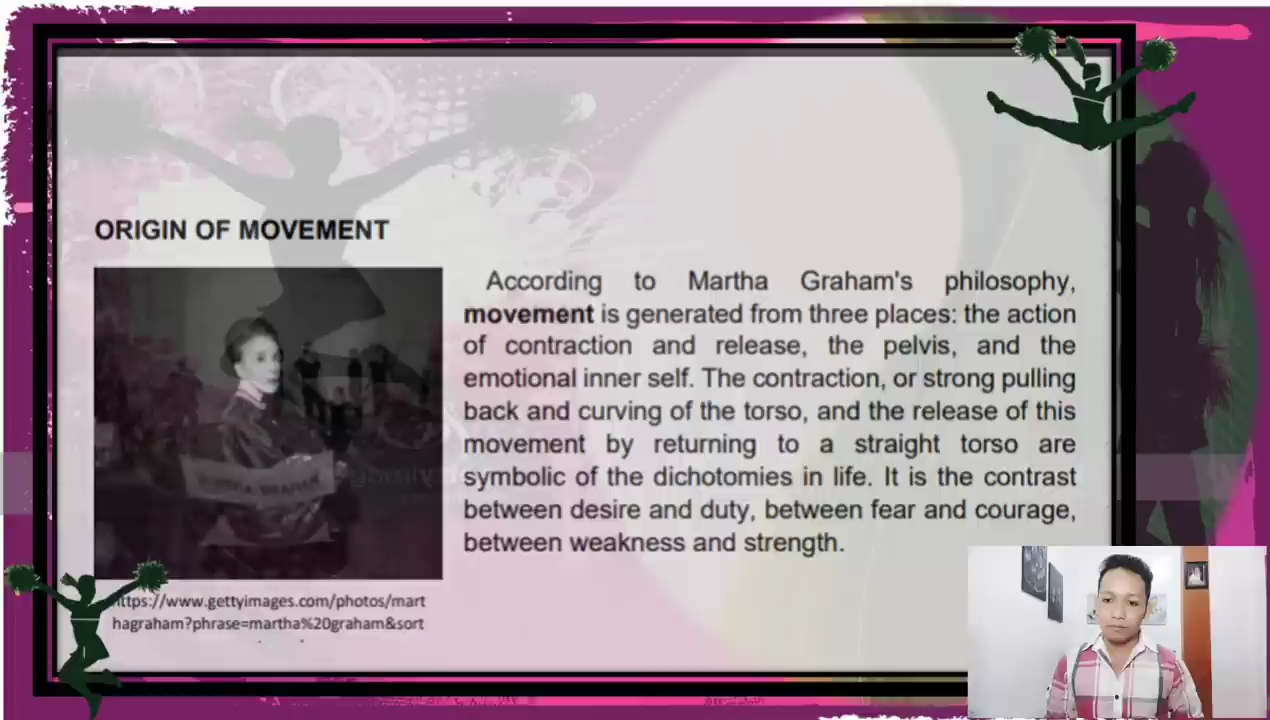 ORIGIN OF MOVEMENT
According to Martha Graham's philosophy,
movement is generated from three places: the action
of contraction and release, the pelvis, and the
emotional inner self. The contraction, or strong pulling
back and curving of the torso, and the release of this
movement by returning to a straight torso are
symbolic of the dichotomies in life. It is the contrast
between desire and duty, between fear and courage,
between weakness and strength.
https://www.gettyimages.com/photos/mart
hagraham?phrase=martha%20graham&sort